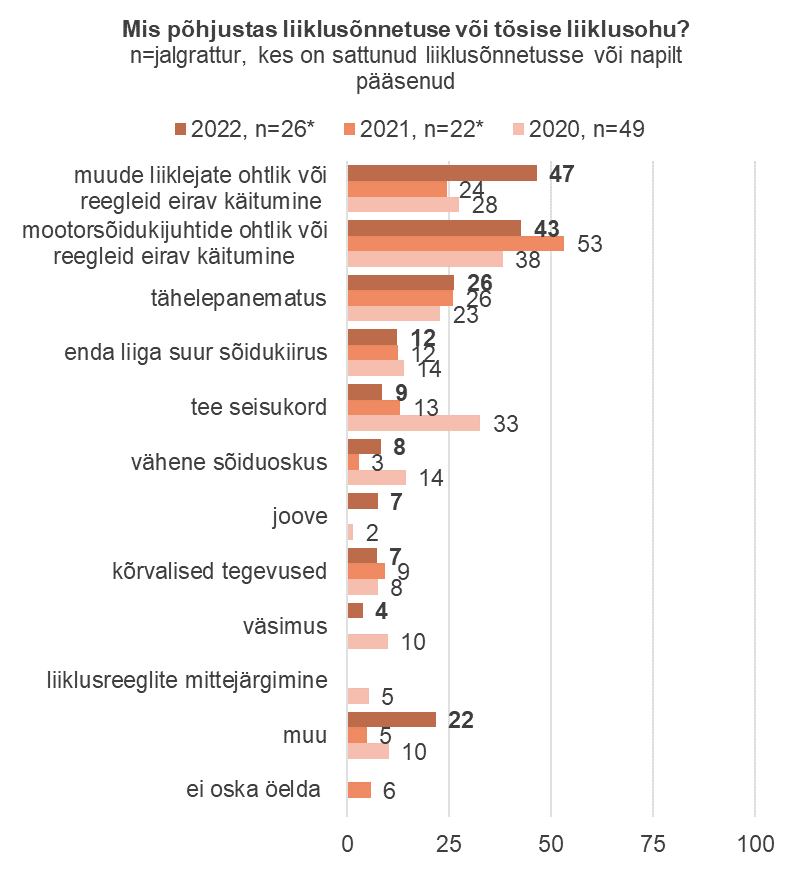 Mis põhjustas liiklusõnnetuse või tõsise liiklusohu?
n=jalgrattur, kes on sattunud liiklusõnnetusse või napilt
pääsenud
2022, n=26* 2021, n=22* 2020, n=49
muude liiklejate ohtlik või
reegleid eirav käitumine
47
24
28
mootorsõidukijuhtide ohtlik või
reegleid eirav käitumine
43
53
38
tähelepanematus
26
26
23
enda liiga suur sõidukiirus
12
12
14
tee seisukord
9
13
33
vähene sõiduoskus
8
3
14
joove
7
2
kõrvalised tegevused
7
9
8
väsimus
4
10
liiklusreeglite mittejärgimine
5
muu
22
5
10
ei oska öelda
6
0 25 50 75 100